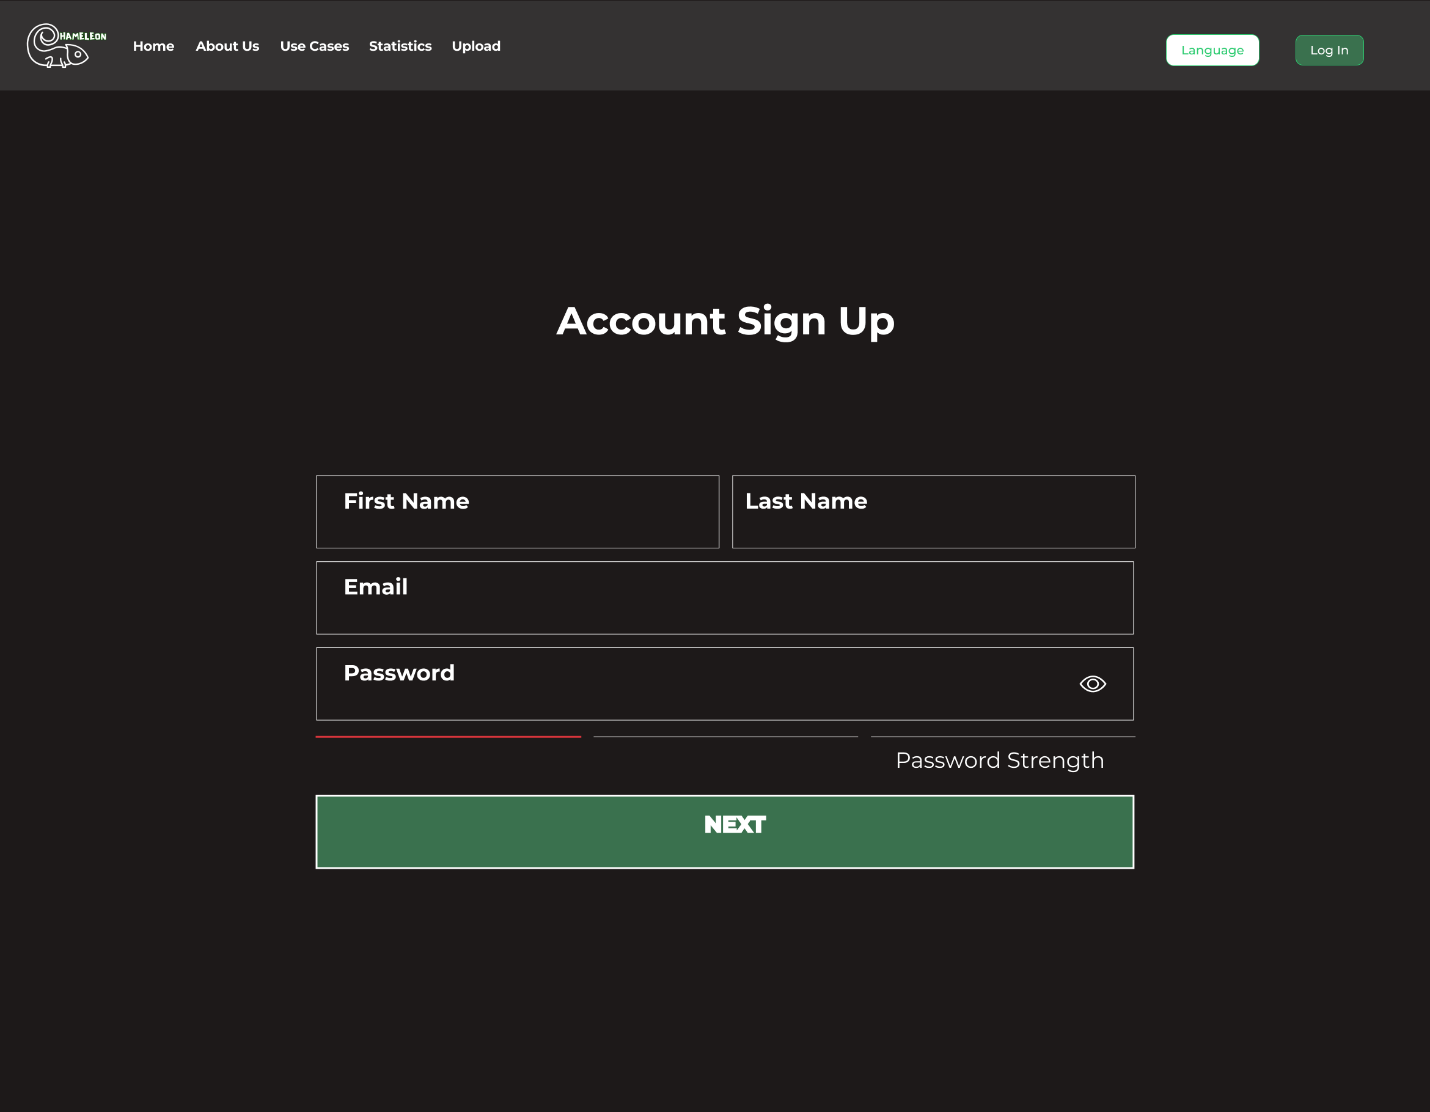 HAMELEON
Home About Us Use Cases Statistics Upload
Language Log In
Account Sign Up
First Name Last Name
Email
Password
Password Strength
NEXT